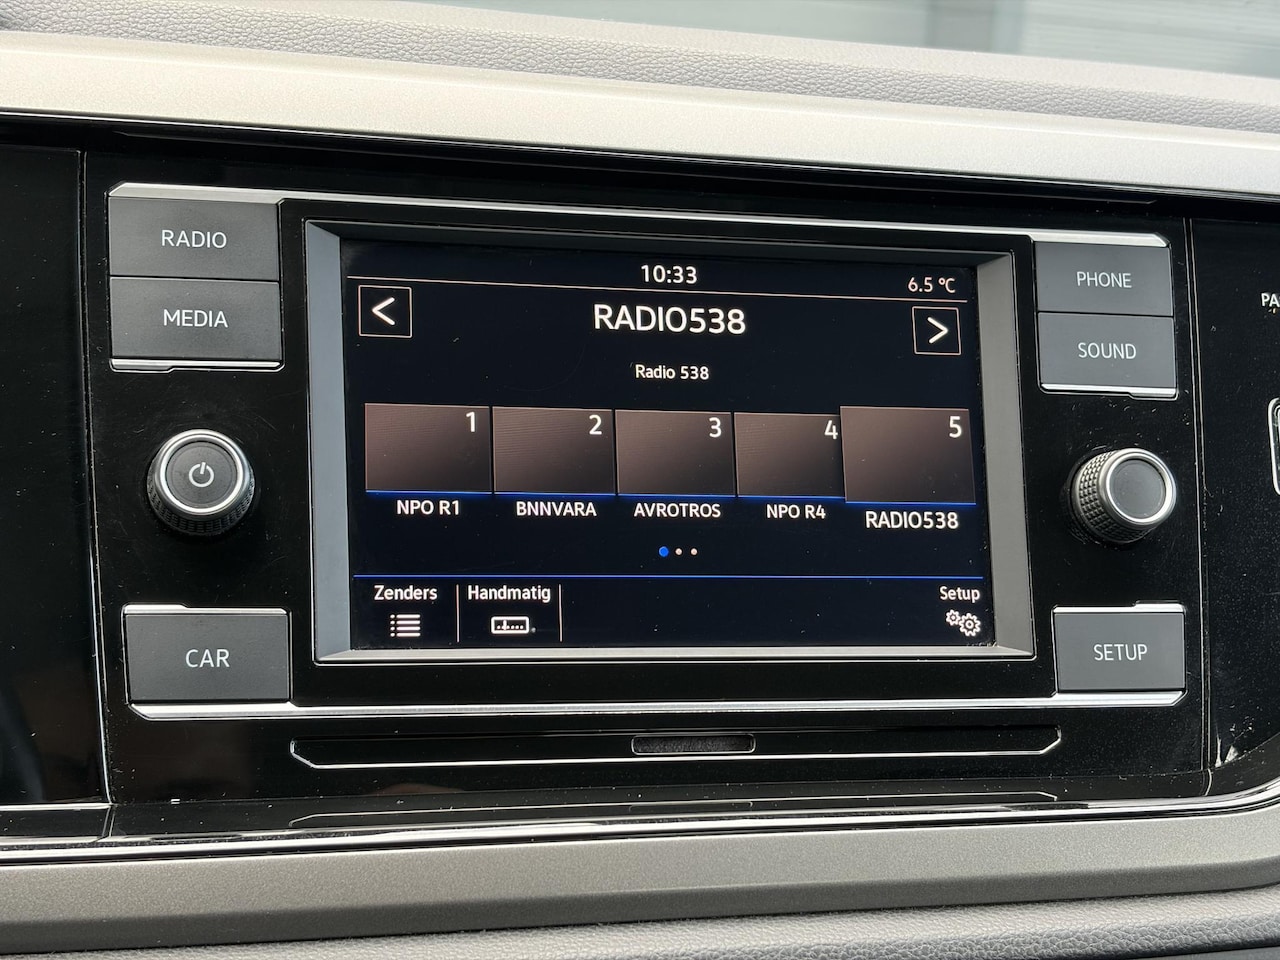 RADIO
MEDIA
CAR
10:33
6.5 °C
<
RADIO538
>
Radio 538
1
2
3
4
5
NPO R1
BNNVARA
AVROTROS
NPO R4
RADIO538
Zenders
Handmatig
Setup
PHONE
SOUND
SETUP
PA